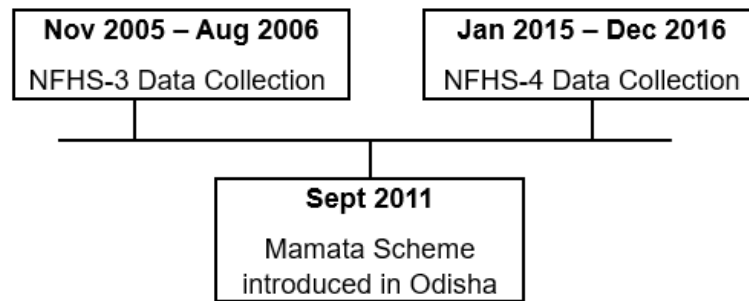 Nov 2005 – Aug 2006
NFHS-3 Data Collection
Jan 2015 – Dec 2016
NFHS-4 Data Collection
Sept 2011
Mamata Scheme
introduced in Odisha